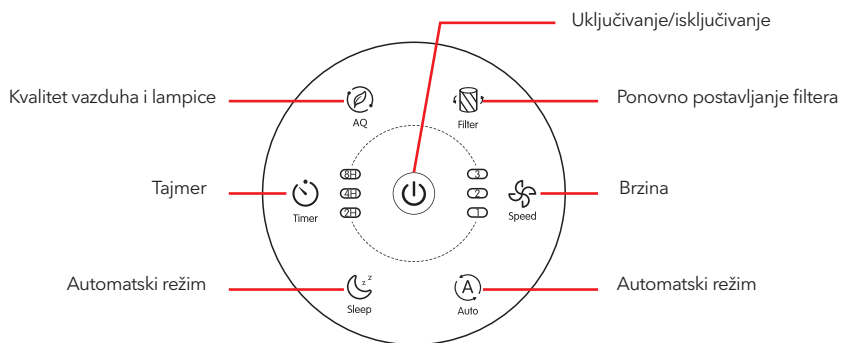 Uključivanje/isključivanje
Kvalitet vazduha i lampice
Ponovno postavljanje filtera
AQ
Filter
Tajmer
Brzina
8H
4H
2H
3
2
1
Timer
Speed
Automatski režim
Automatski režim
z z
Sleep
A
Auto